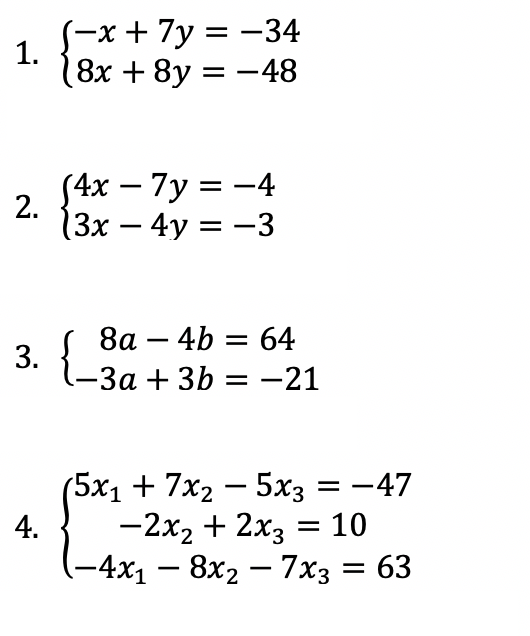 1. {−x + 7y = −34
8x + 8y = −48
2. {4x − 7y = −4
3x − 4y = −3
3. {8a − 4b = 64
−3a + 3b = −21
4. {5x₁ + 7x₂ − 5x₃ = −47
−2x₂ + 2x₃ = 10
−4x₁ − 8x₂ − 7x₃ = 63